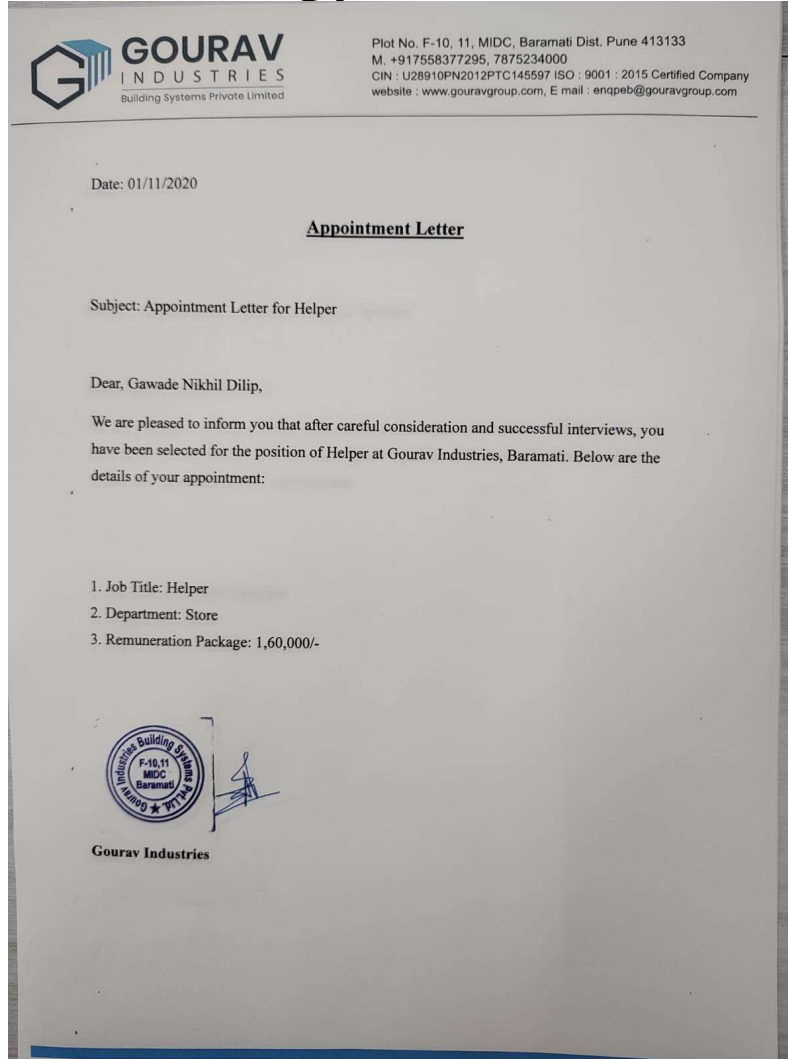 GOURAV
INDUSTRIES
Building Systems Private Limited
Plot No. F-10, 11, MIDC, Baramati Dist. Pune 413133
M. +917558377295, 7875234000
CIN : U28910PN2012PTC145597 ISO : 9001 : 2015 Certified Company
website : www.gouravgroup.com, E mail : enqpeb@gouravgroup.com
Date: 01/11/2020
Appointment Letter
Subject: Appointment Letter for Helper
Dear, Gawade Nikhil Dilip,
We are pleased to inform you that after careful consideration and successful interviews, you
have been selected for the position of Helper at Gourav Industries, Baramati. Below are the
details of your appointment:
1. Job Title: Helper
2. Department: Store
3. Remuneration Package: 1,60,000/-
Gourav Industries Building Systems Pvt. Ltd.
F-10,11
MIDC
Baramati
Gourav Industries